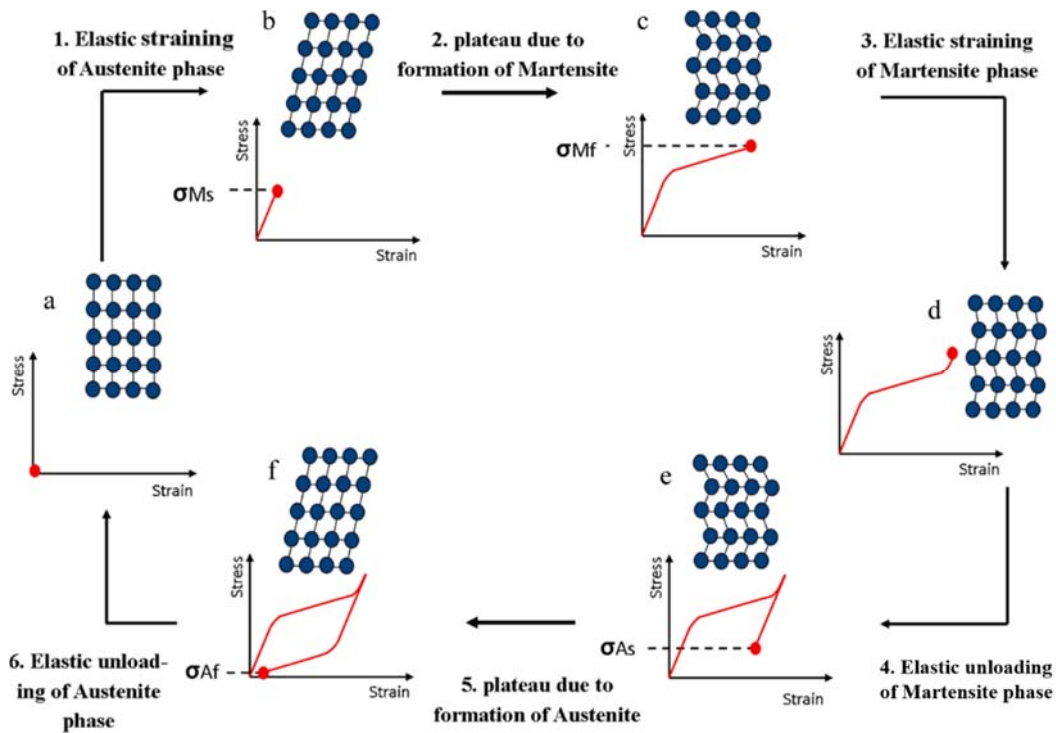 b
1. Elastic straining
of Austenite phase
Stress
σMs
Strain
2. plateau due to
formation of Martensite
c
Stress
σMf
Strain
3. Elastic straining
of Martensite phase
a
Stress
Strain
d
Stress
Strain
f
Stress
σAf
Strain
e
Stress
σAs
Strain
4. Elastic unloading
of Martensite phase
5. plateau due to
formation of Austenite
6. Elastic unload-
ing of Austenite
phase